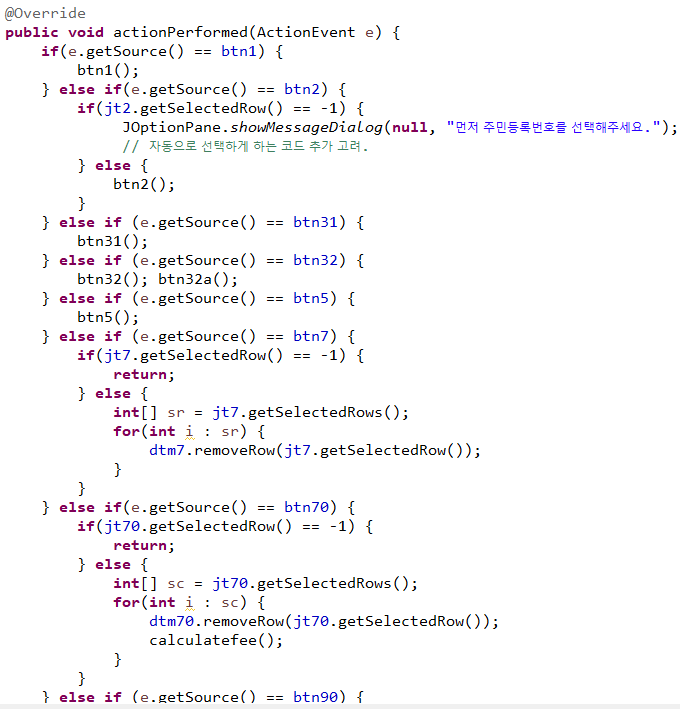 @Override
public void actionPerformed(ActionEvent e) {
    if(e.getSource() == btn1) {
        btn1();
    } else if(e.getSource() == btn2) {
        if(jt2.getSelectedRow() == -1) {
             JOptionPane.showMessageDialog(null, "먼저 주민등록번호를 선택해주세요.");
             // 자동으로 선택하게 하는 코드 추가 고려.
        } else {
            btn2();
        }
    } else if (e.getSource() == btn31) {
        btn31();
    } else if (e.getSource() == btn32) {
        btn32(); btn32a();
    } else if (e.getSource() == btn5) {
        btn5();
    } else if (e.getSource() == btn7) {
        if(jt7.getSelectedRow() == -1) {
            return;
        } else {
            int[] sr = jt7.getSelectedRows();
            for(int i : sr) {
                dtm7.removeRow(jt7.getSelectedRow());
            }
        }
    } else if(e.getSource() == btn70) {
        if(jt70.getSelectedRow() == -1) {
            return;
        } else {
            int[] sc = jt70.getSelectedRows();
            for(int i : sc) {
                dtm70.removeRow(jt70.getSelectedRow());
                calculatefee();
            }
        }
    } else if (e.getSource() == btn90) {